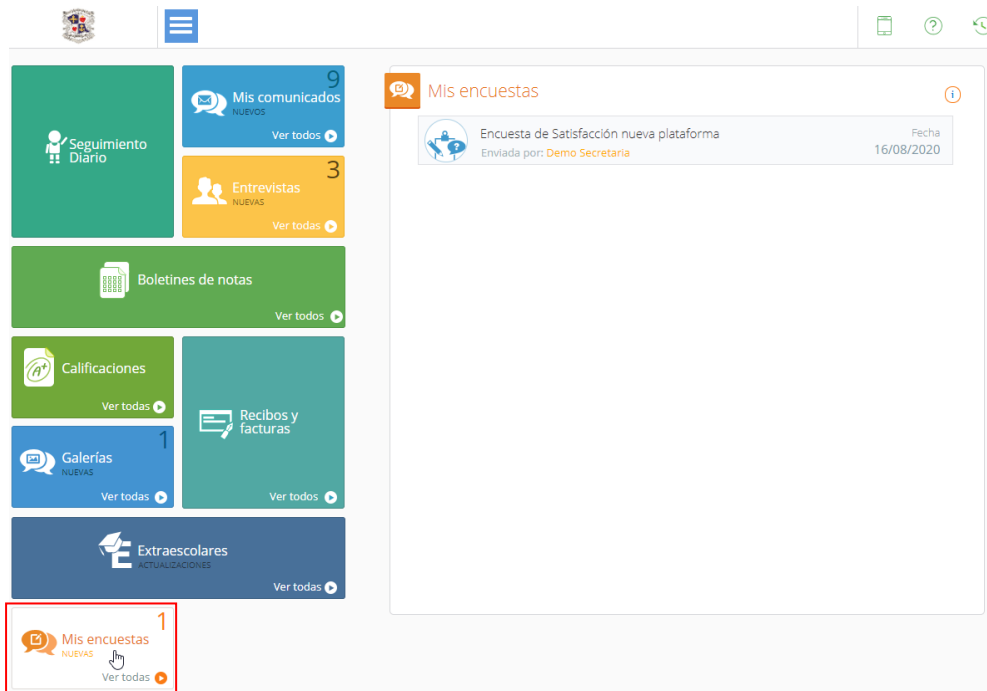 Seguimiento
Diario
9
Mis comunicados
NUEVOS
Ver todos
3
Entrevistas
NUEVAS
Ver todas
Boletines de notas
Ver todos
A+
Calificaciones
Ver todas
Recibos y
facturas
Ver todos
1
Galerías
NUEVAS
Ver todas
Extraescolares
ACTUALIZACIONES
Ver todas
1
Mis encuestas
NUEVAS
Ver todas
Mis encuestas
Encuesta de Satisfacción nueva plataforma
Enviada por: Demo Secretaria
Fecha
16/08/2020